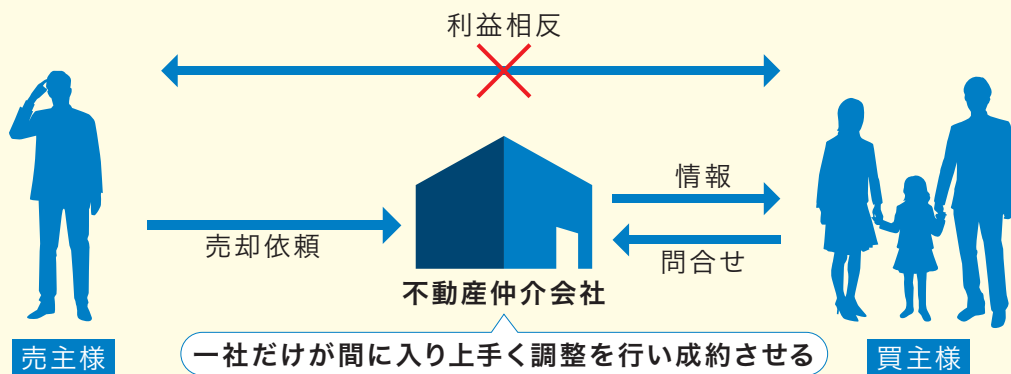 利益相反
情報
売却依頼
問合せ
不動産仲介会社
売主様
一社だけが間に入り上手く調整を行い成約させる
買主様